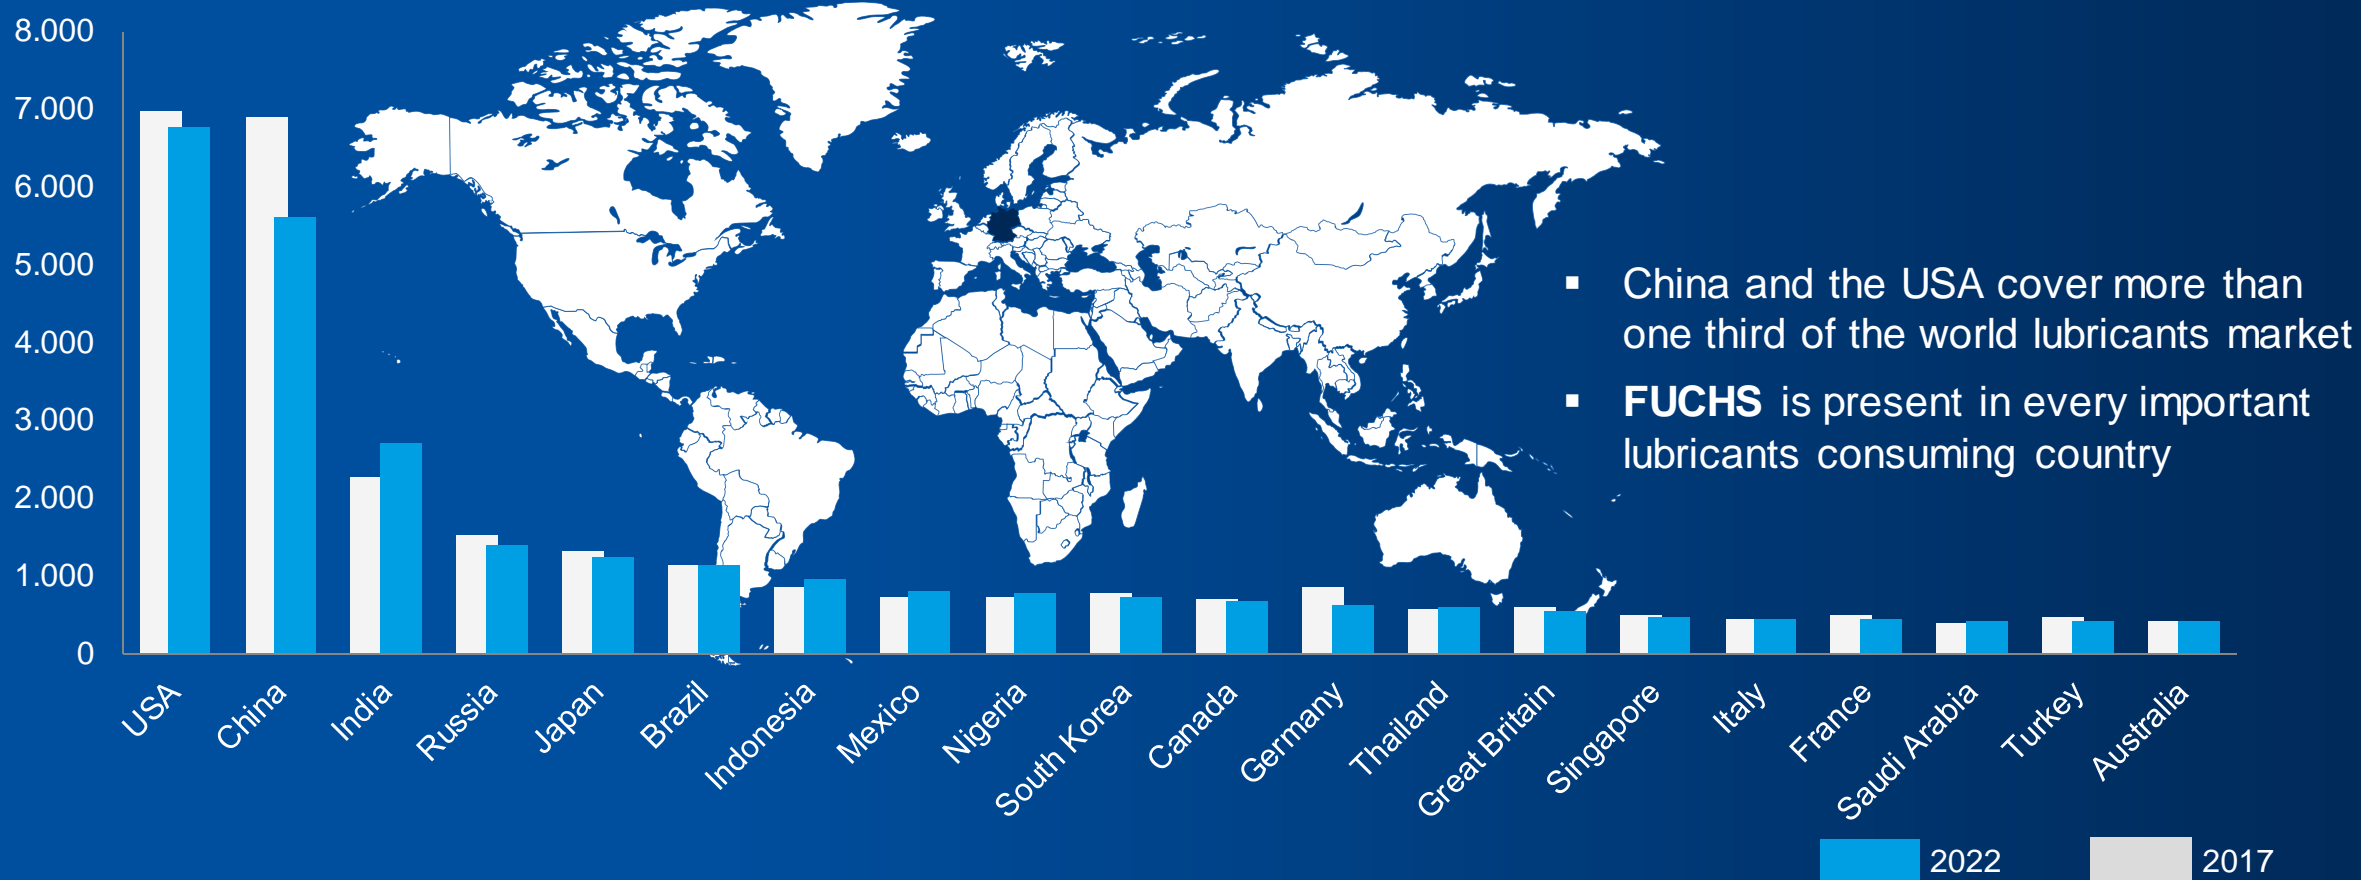 8.000
7.000
6.000
5.000
4.000
3.000
2.000
1.000
0
▪ China and the USA cover more than
one third of the world lubricants market
▪ FUCHS is present in every important
lubricants consuming country
USA
China
India
Russia
Japan
Brazil
Indonesia
Mexico
Nigeria
South Korea
Canada
Germany
Thailand
Great Britain
Singapore
Italy
France
Saudi Arabia
Turkey
Australia
2022
2017